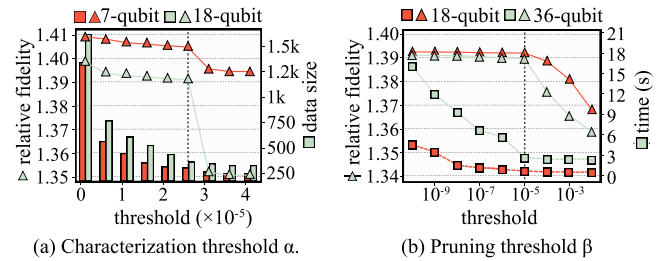 7-qubit 18-qubit
1.41
1.40
1.39
1.38
1.37
1.36
1.35
relative fidelity
1.5k
1.2k
1k
750
500
250
data size
0 1 2 3 4
threshold (×10⁻⁵)
(a) Characterization threshold α.
18-qubit 36-qubit
1.40
1.39
1.38
1.37
1.36
1.35
1.34
relative fidelity
21
18
15
12
9
6
3
0
time (s)
10⁻⁹ 10⁻⁷ 10⁻⁵ 10⁻³
threshold
(b) Pruning threshold β